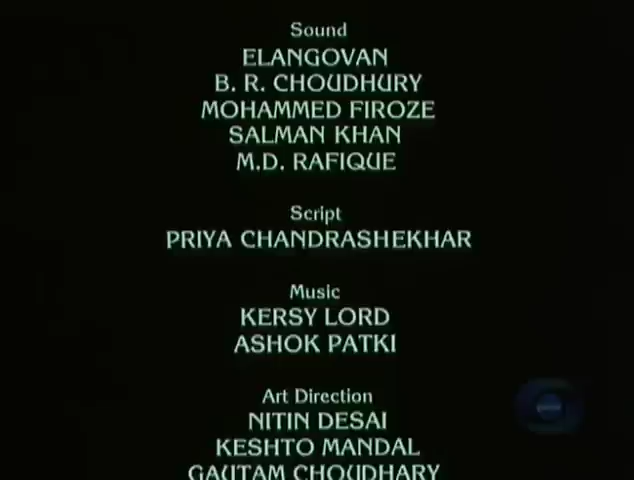 Sound
ELANGOVAN
B. R. CHOUDHURY
MOHAMMED FIROZE
SALMAN KHAN
M.D. RAFIQUE
Script
PRIYA CHANDRASHEKHAR
Music
KERSY LORD
ASHOK PATKI
Art Direction
NITIN DESAI
KESHTO MANDAL
GAUTAM CHOUDHARY